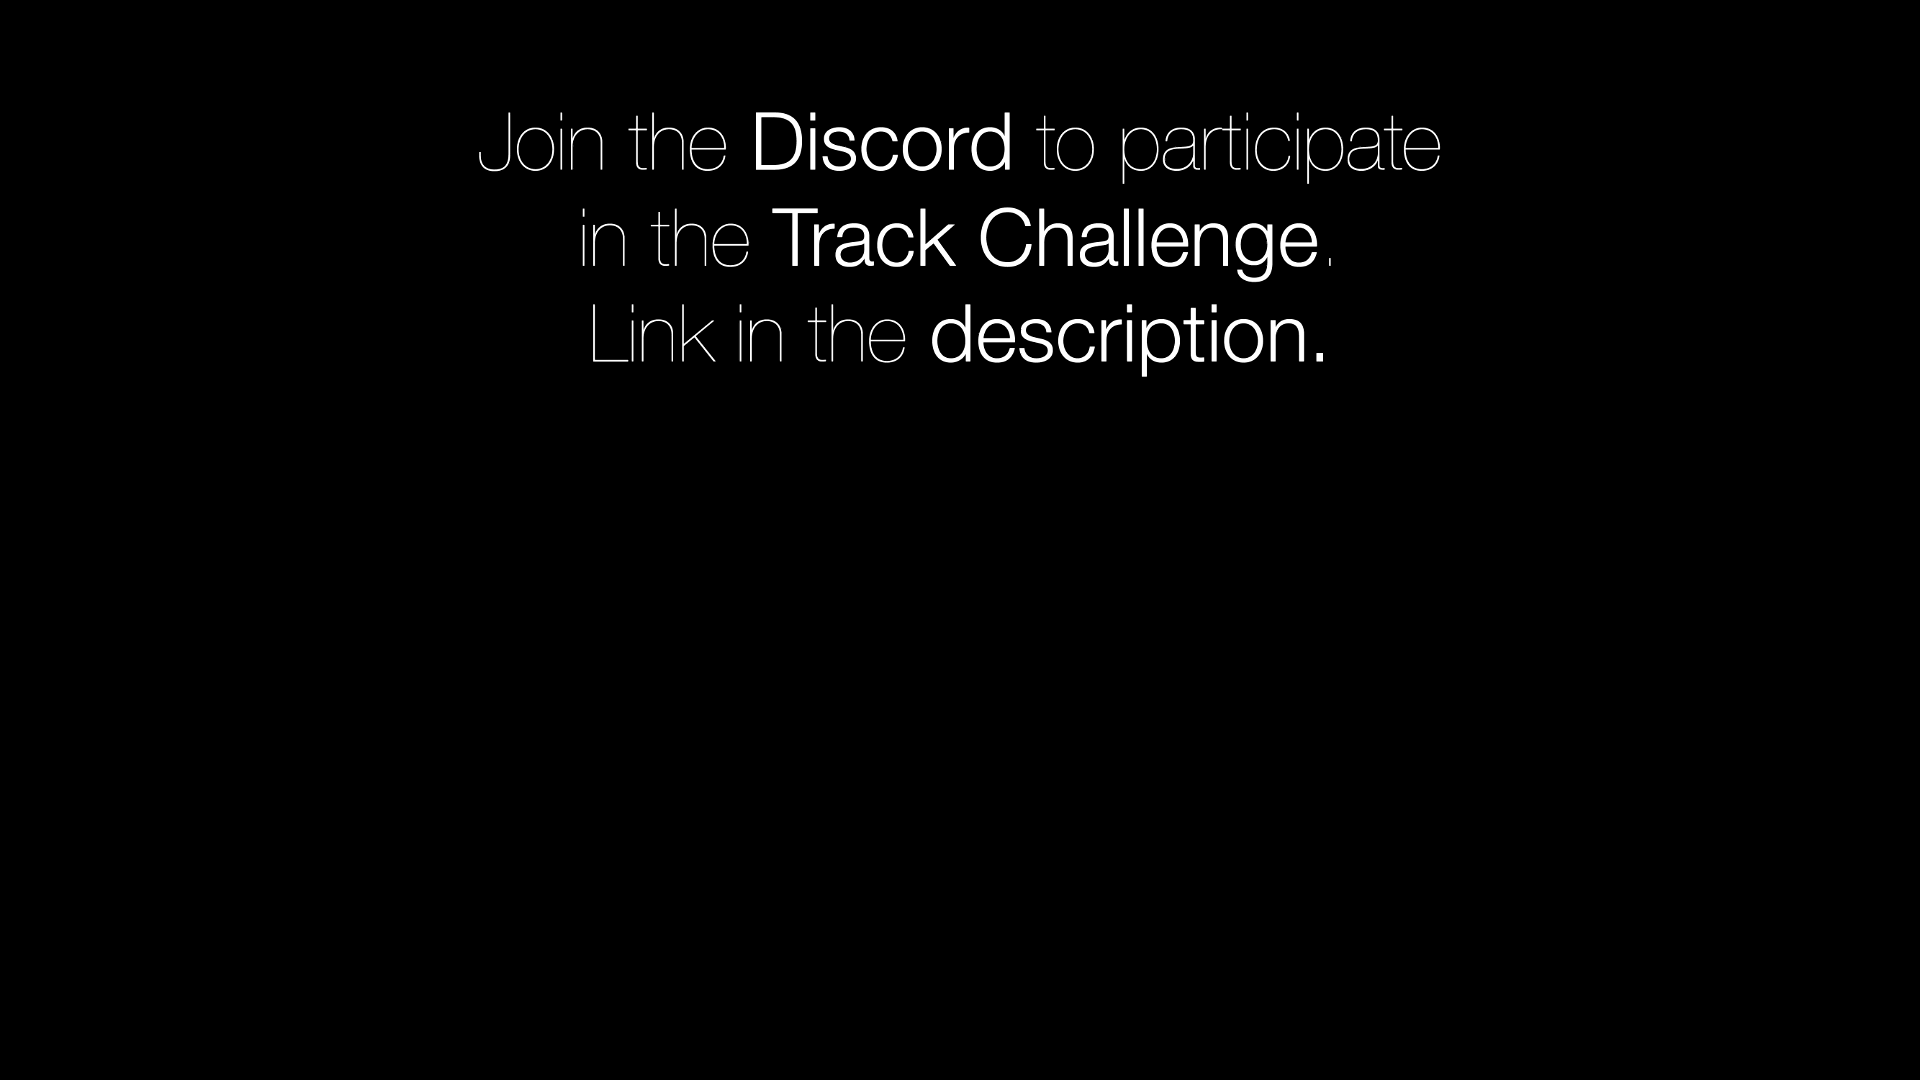 Join the Discord to participate
in the Track Challenge.
Link in the description.